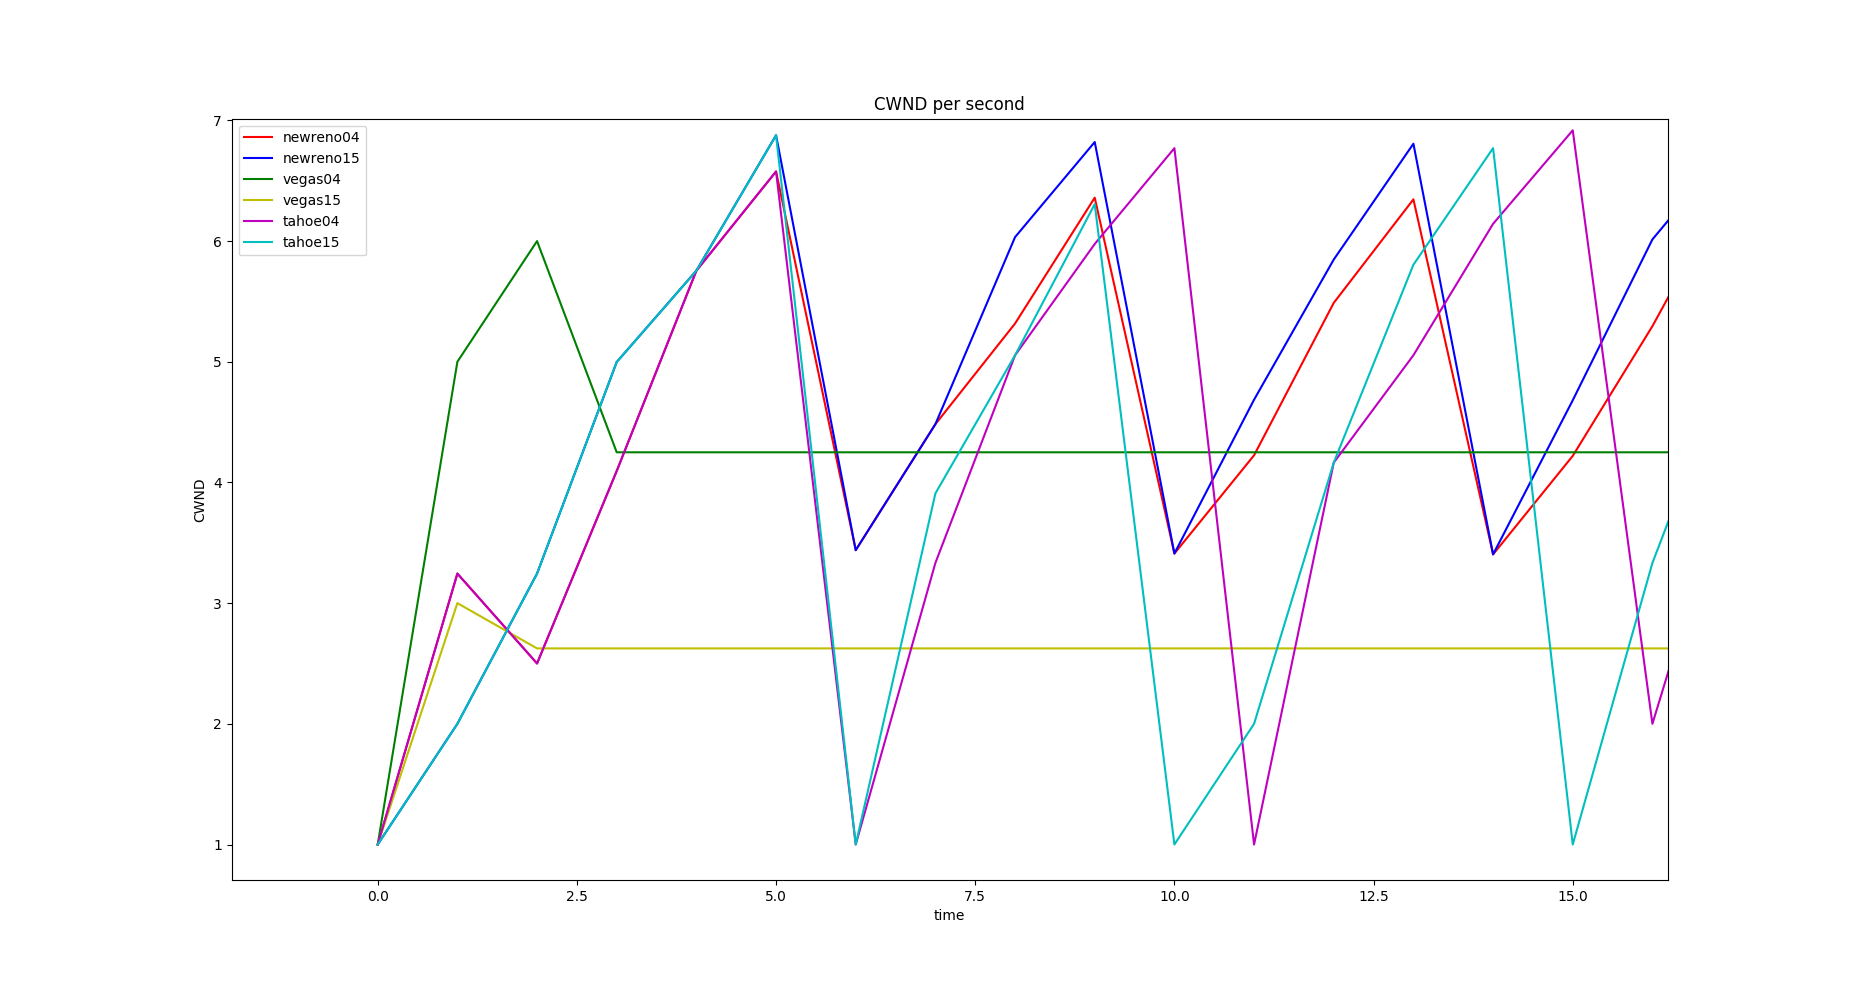 CWND per second
newreno04
newreno15
vegas04
vegas15
tahoe04
tahoe15
7
6
5
4
3
2
1
CWND
0.0 2.5 5.0 7.5 10.0 12.5 15.0
time